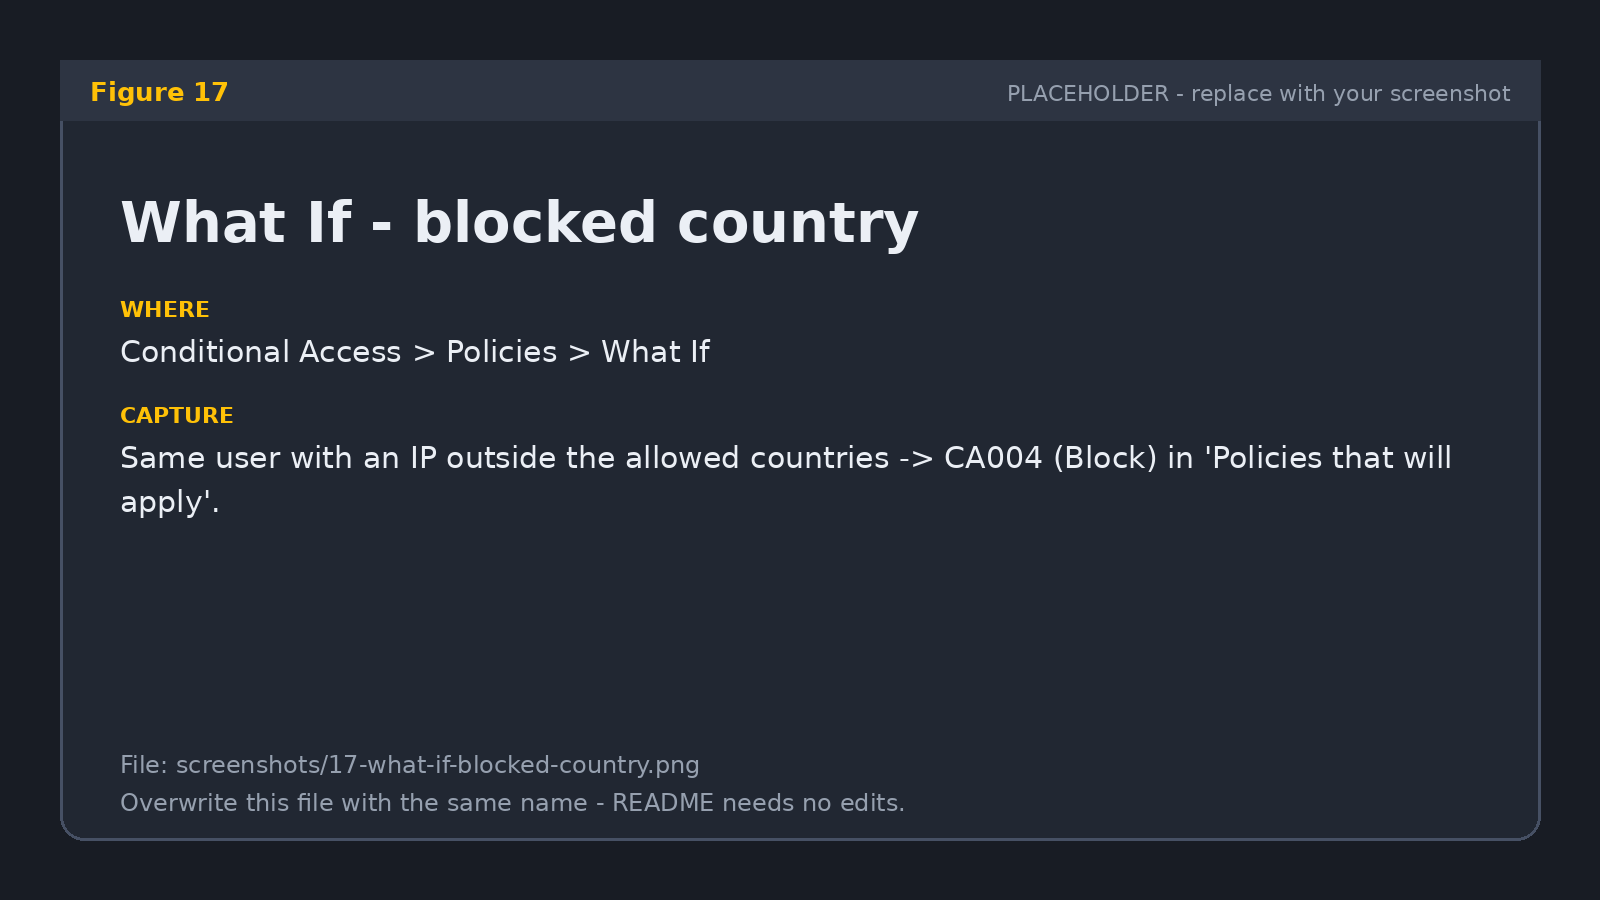 Figure 17
PLACEHOLDER - replace with your screenshot
What If - blocked country
WHERE
Conditional Access > Policies > What If
CAPTURE
Same user with an IP outside the allowed countries -> CA004 (Block) in 'Policies that will
apply'.
File: screenshots/17-what-if-blocked-country.png
Overwrite this file with the same name - README needs no edits.